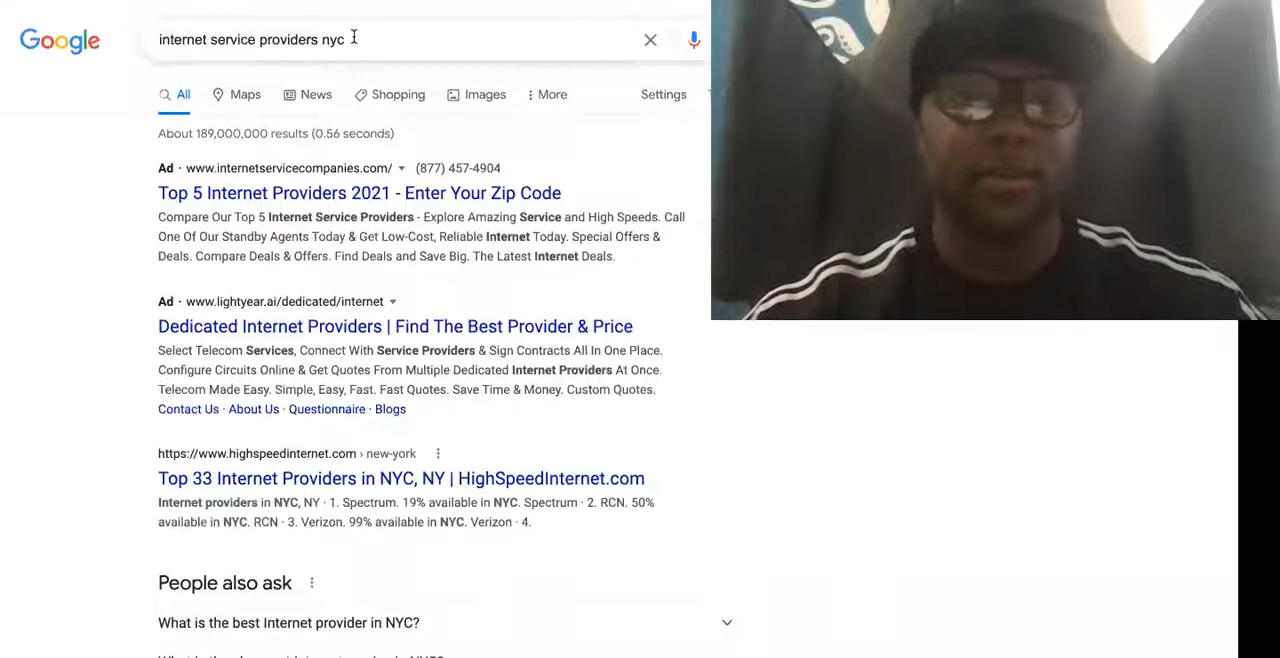 Google
internet service providers nyc
All Maps News Shopping Images More Settings
About 189,000,000 results (0.56 seconds)
Ad · www.internetservicecompanies.com/ (877) 457-4904
Top 5 Internet Providers 2021 - Enter Your Zip Code
Compare Our Top 5 Internet Service Providers - Explore Amazing Service and High Speeds. Call
One Of Our Standby Agents Today & Get Low-Cost, Reliable Internet Today. Special Offers &
Deals. Compare Deals & Offers. Find Deals and Save Big. The Latest Internet Deals.
Ad · www.lightyear.ai/dedicated/internet
Dedicated Internet Providers | Find The Best Provider & Price
Select Telecom Services, Connect With Service Providers & Sign Contracts All In One Place.
Configure Circuits Online & Get Quotes From Multiple Dedicated Internet Providers At Once.
Telecom Made Easy. Simple, Easy, Fast. Fast Quotes. Save Time & Money. Custom Quotes.
Contact Us · About Us · Questionnaire · Blogs
https://www.highspeedinternet.com › new-york
Top 33 Internet Providers in NYC, NY | HighSpeedInternet.com
Internet providers in NYC, NY · 1. Spectrum. 19% available in NYC. Spectrum · 2. RCN. 50%
available in NYC. RCN · 3. Verizon. 99% available in NYC. Verizon · 4.
People also ask
What is the best Internet provider in NYC?